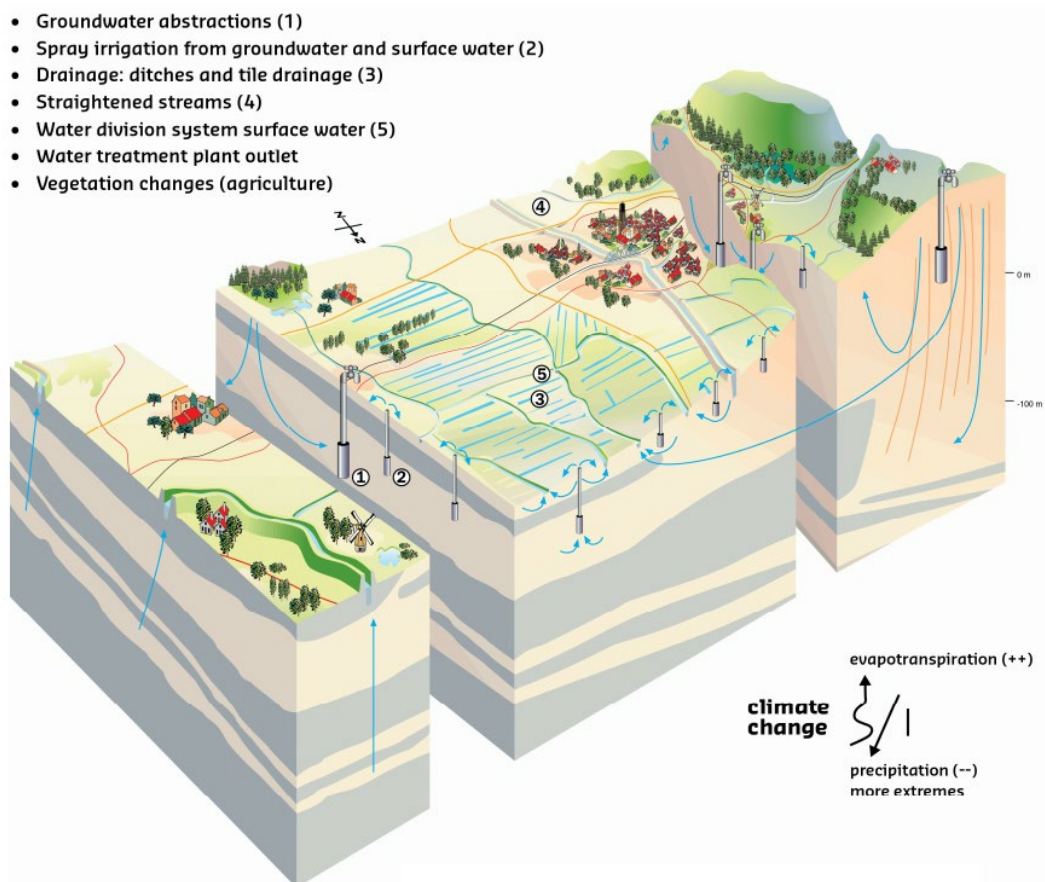 • Groundwater abstractions (1)
• Spray irrigation from groundwater and surface water (2)
• Drainage: ditches and tile drainage (3)
• Straightened streams (4)
• Water division system surface water (5)
• Water treatment plant outlet
• Vegetation changes (agriculture)
4
N
Z
0 m
5
3
-100 m
1
2
evapotranspiration (++)
climate
change
precipitation (--)
more extremes